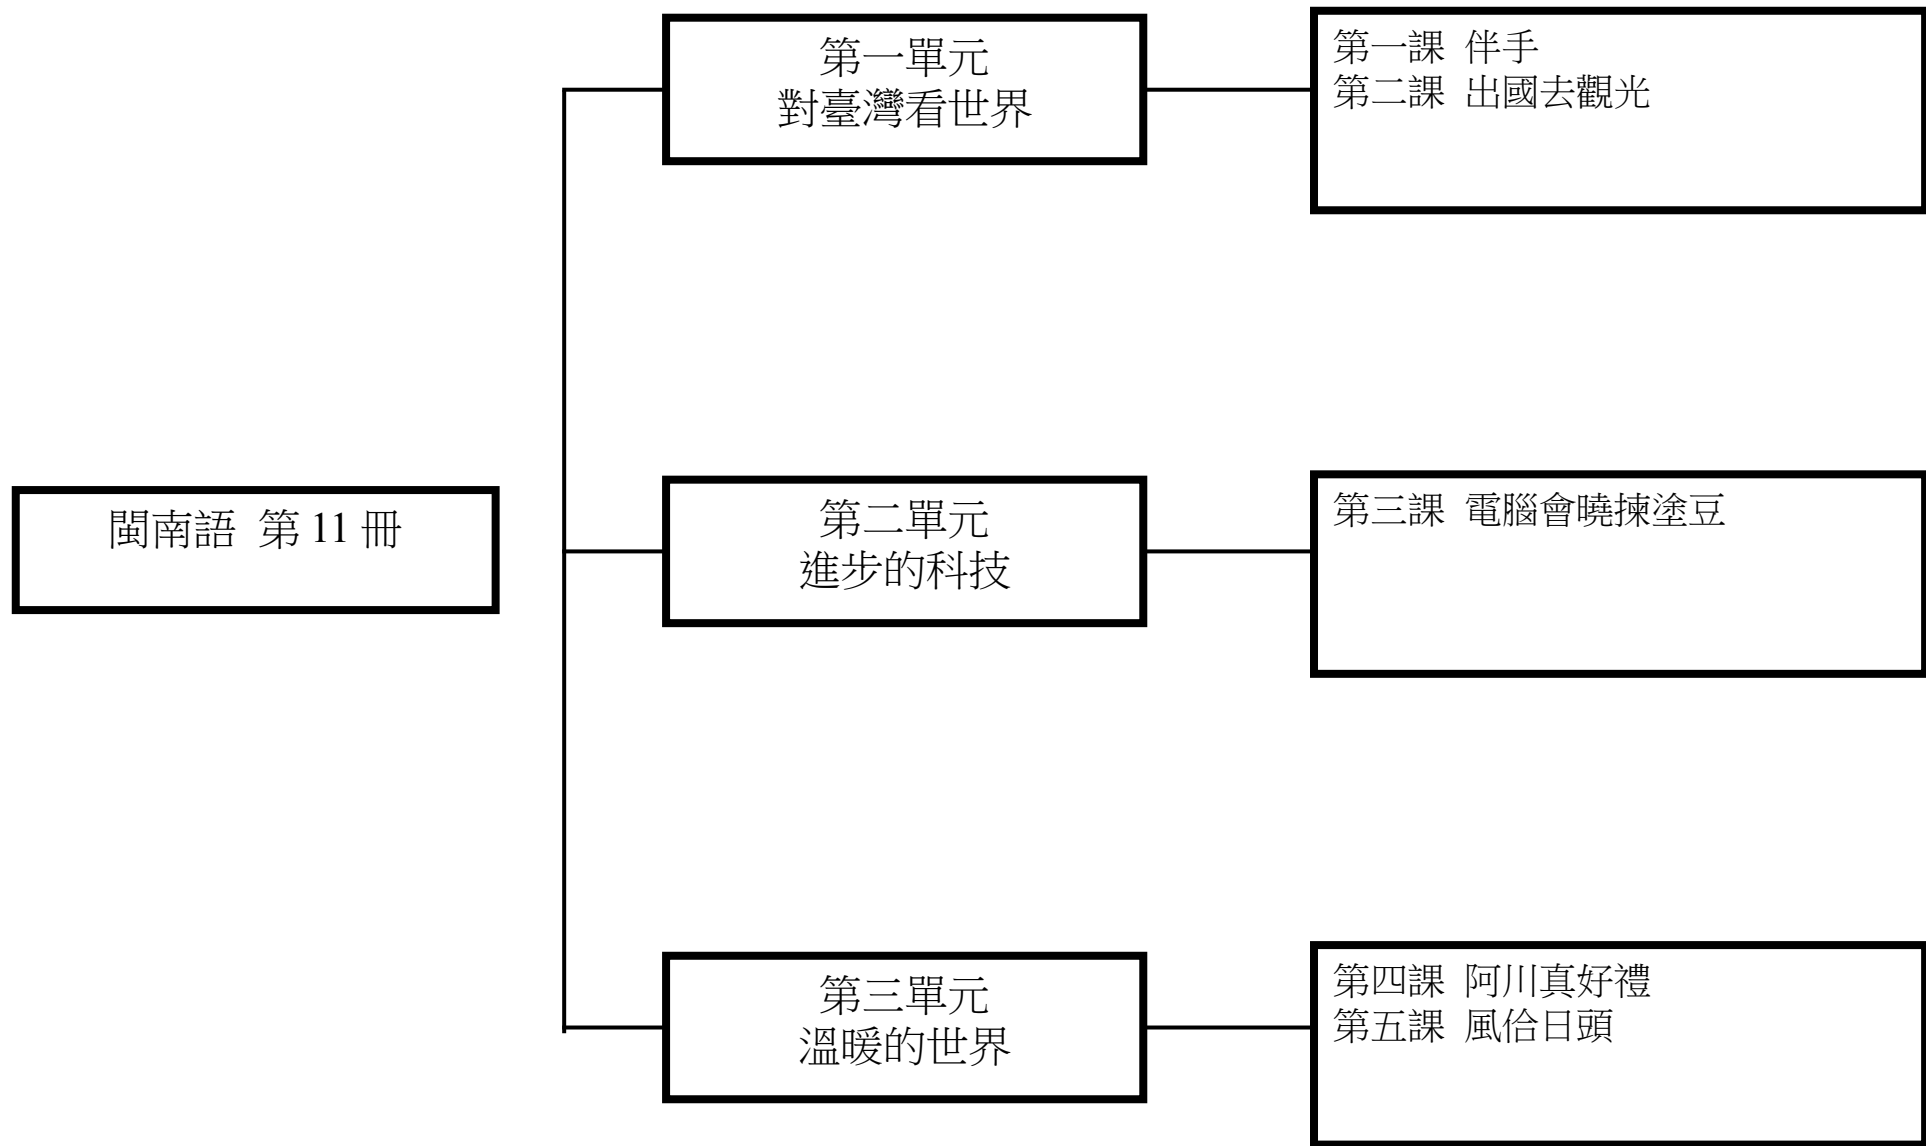 閩南語 第 11 冊
第一單元
對臺灣看世界
第一課 伴手
第二課 出國去觀光
第二單元
進步的科技
第三課 電腦會曉揀塗豆
第三單元
溫暖的世界
第四課 阿川真好禮
第五課 風佮日頭